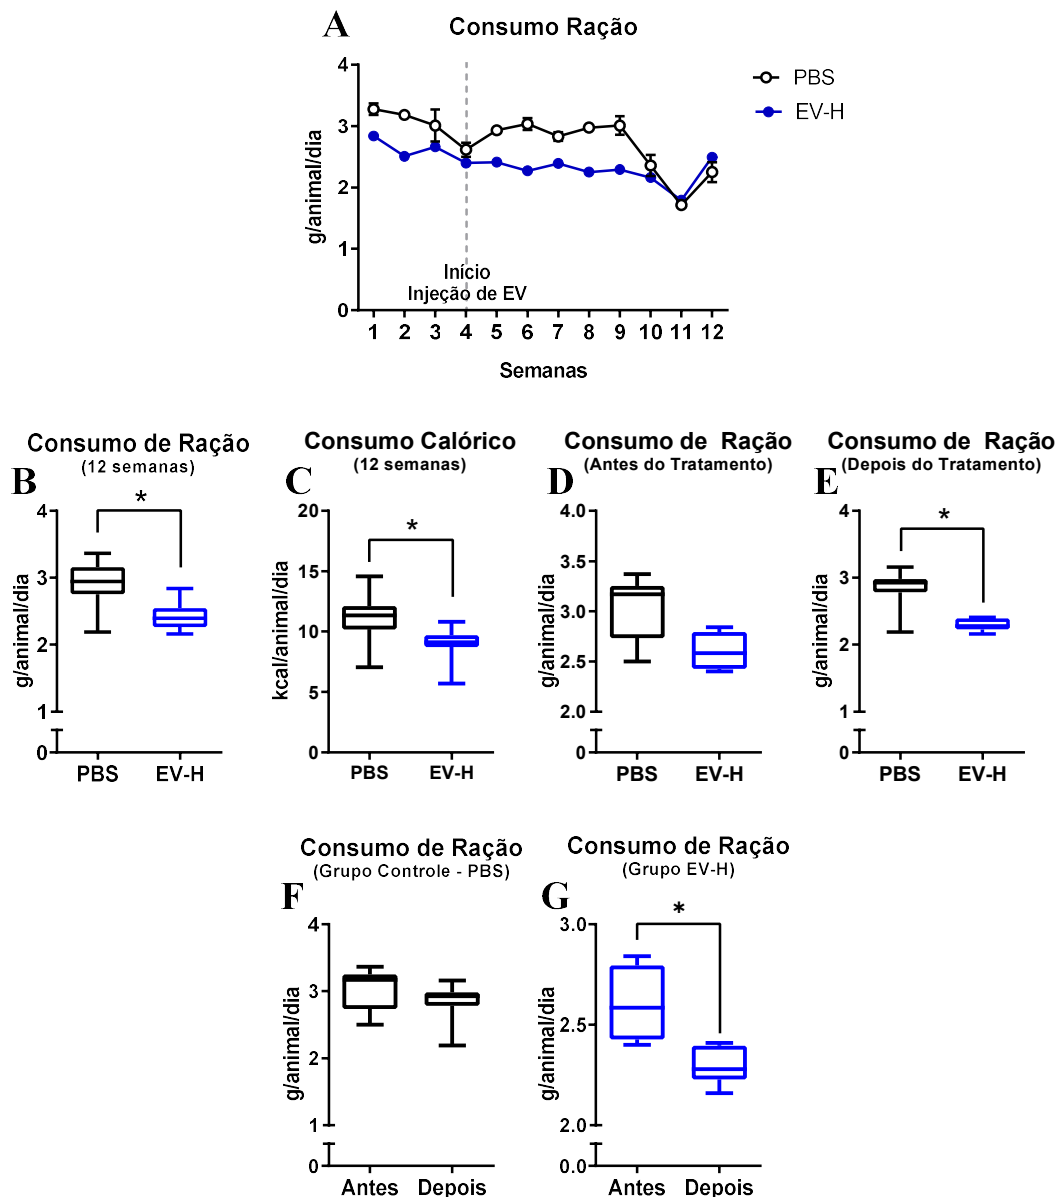 A
Consumo Ração
4
3
2
1
0
g/animal/dia
PBS
EV-H
Início
Injeção de EV
1 2 3 4 5 6 7 8 9 10 11 12
Semanas
B
Consumo de Ração
(12 semanas)
*
4
3
2
1
0
g/animal/dia
PBS EV-H
C
Consumo Calórico
(12 semanas)
*
20
15
10
5
0
kcal/animal/dia
PBS EV-H
D
Consumo de Ração
(Antes do Tratamento)
4.0
3.5
3.0
2.5
2.0
0
g/animal/dia
PBS EV-H
E
Consumo de Ração
(Depois do Tratamento)
*
4
3
2
1
0
g/animal/dia
PBS EV-H
F
Consumo de Ração
(Grupo Controle - PBS)
4
3
2
1
0
g/animal/dia
Antes Depois
G
Consumo de Ração
(Grupo EV-H)
*
3.0
2.5
2.0
0.0
g/animal/dia
Antes Depois